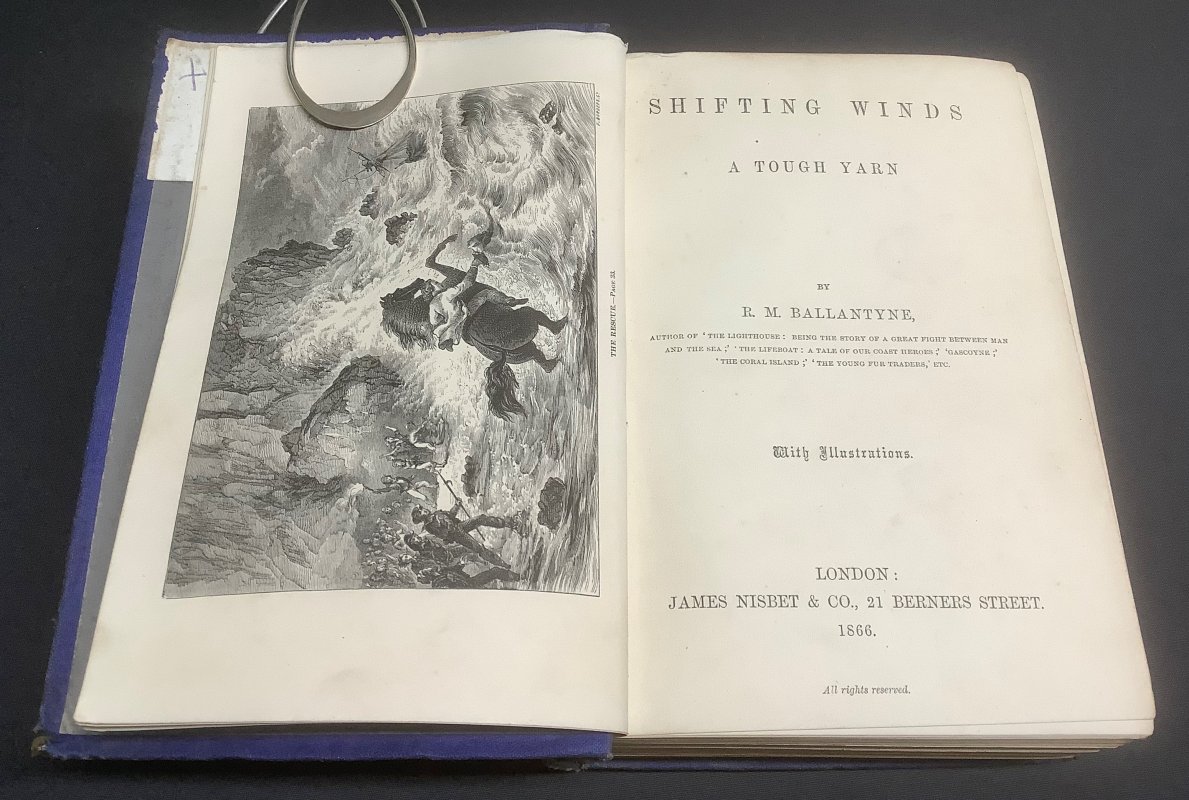 THE RESCUE.—PAGE 33.
SHIFTING WINDS
A TOUGH YARN
BY
R. M. BALLANTYNE,
AUTHOR OF ‘THE LIGHTHOUSE: BEING THE STORY OF A GREAT FIGHT BETWEEN MAN
AND THE SEA;’ ‘THE LIFEBOAT: A TALE OF OUR COAST HEROES;’ ‘GASCOYNE;’
‘THE CORAL ISLAND;’ ‘THE YOUNG FUR TRADERS,’ ETC.
With Illustrations.
LONDON:
JAMES NISBET & CO., 21 BERNERS STREET.
1866.
All rights reserved.